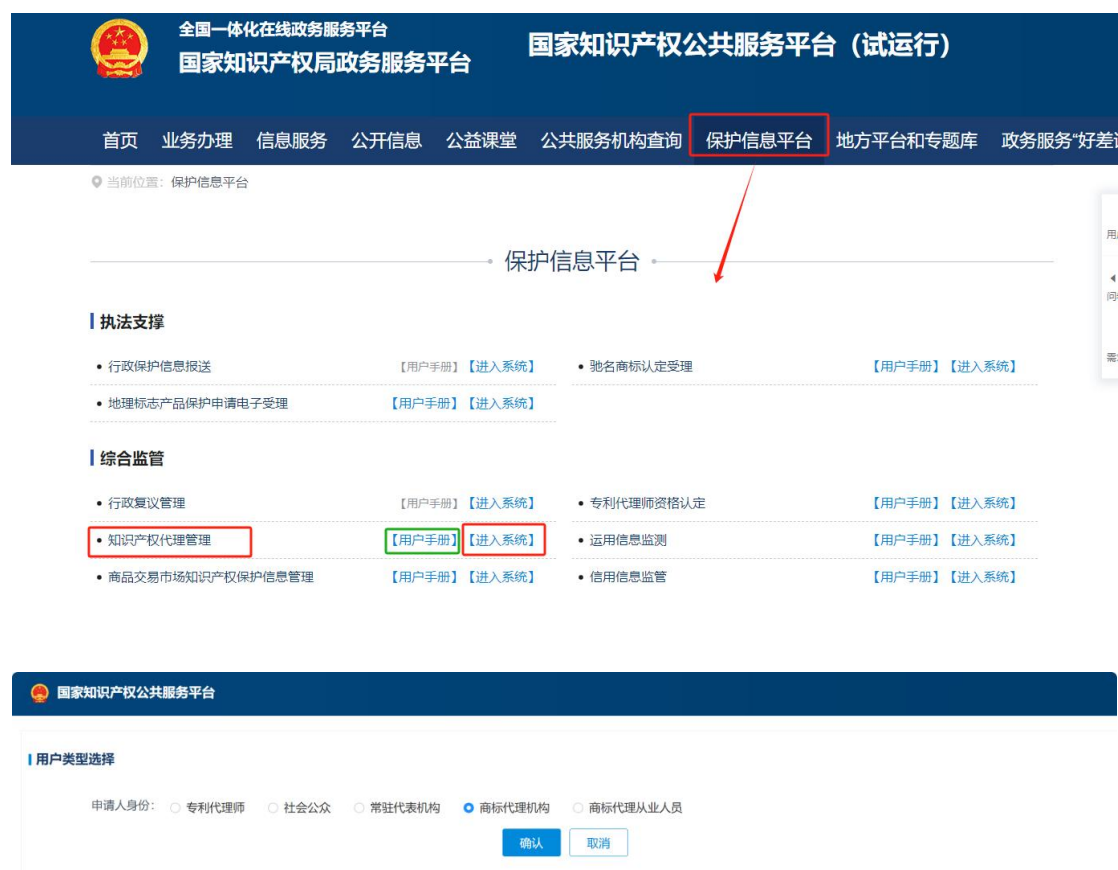 全国一体化在线政务服务平台
国家知识产权局政务服务平台
国家知识产权公共服务平台（试运行）
首页 业务办理 信息服务 公开信息 公益课堂 公共服务机构查询 保护信息平台 地方平台和专题库 政务服务“好差
当前位置：保护信息平台
保护信息平台
执法支撑
• 行政保护信息报送 【用户手册】【进入系统】 • 驰名商标认定受理 【用户手册】【进入系统】
• 地理标志产品保护申请电子受理 【用户手册】【进入系统】
综合监管
• 行政复议管理 【用户手册】【进入系统】 • 专利代理师资格认定 【用户手册】【进入系统】
• 知识产权代理管理 【用户手册】【进入系统】 • 运用信息监测 【用户手册】【进入系统】
• 商品交易市场知识产权保护信息管理 【用户手册】【进入系统】 • 信用信息监管 【用户手册】【进入系统】
国家知识产权公共服务平台
用户类型选择
申请人身份： 专利代理师 社会公众 常驻代表机构 商标代理机构 商标代理从业人员
确认 取消